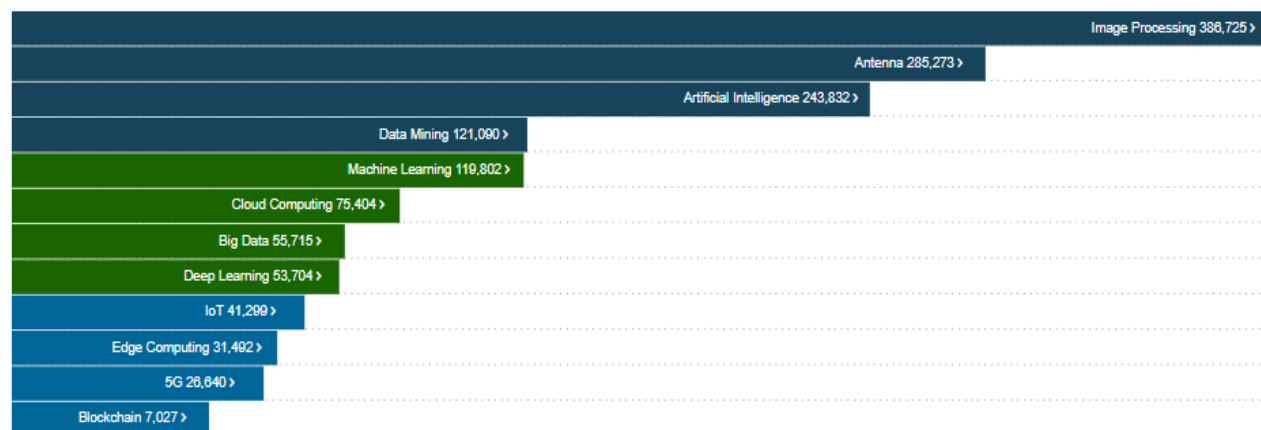 Image Processing 386,725 ›
Antenna 285,273 ›
Artificial Intelligence 243,832 ›
Data Mining 121,090 ›
Machine Learning 119,802 ›
Cloud Computing 75,404 ›
Big Data 55,715 ›
Deep Learning 53,704 ›
IoT 41,299 ›
Edge Computing 31,492 ›
5G 26,640 ›
Blockchain 7,027 ›